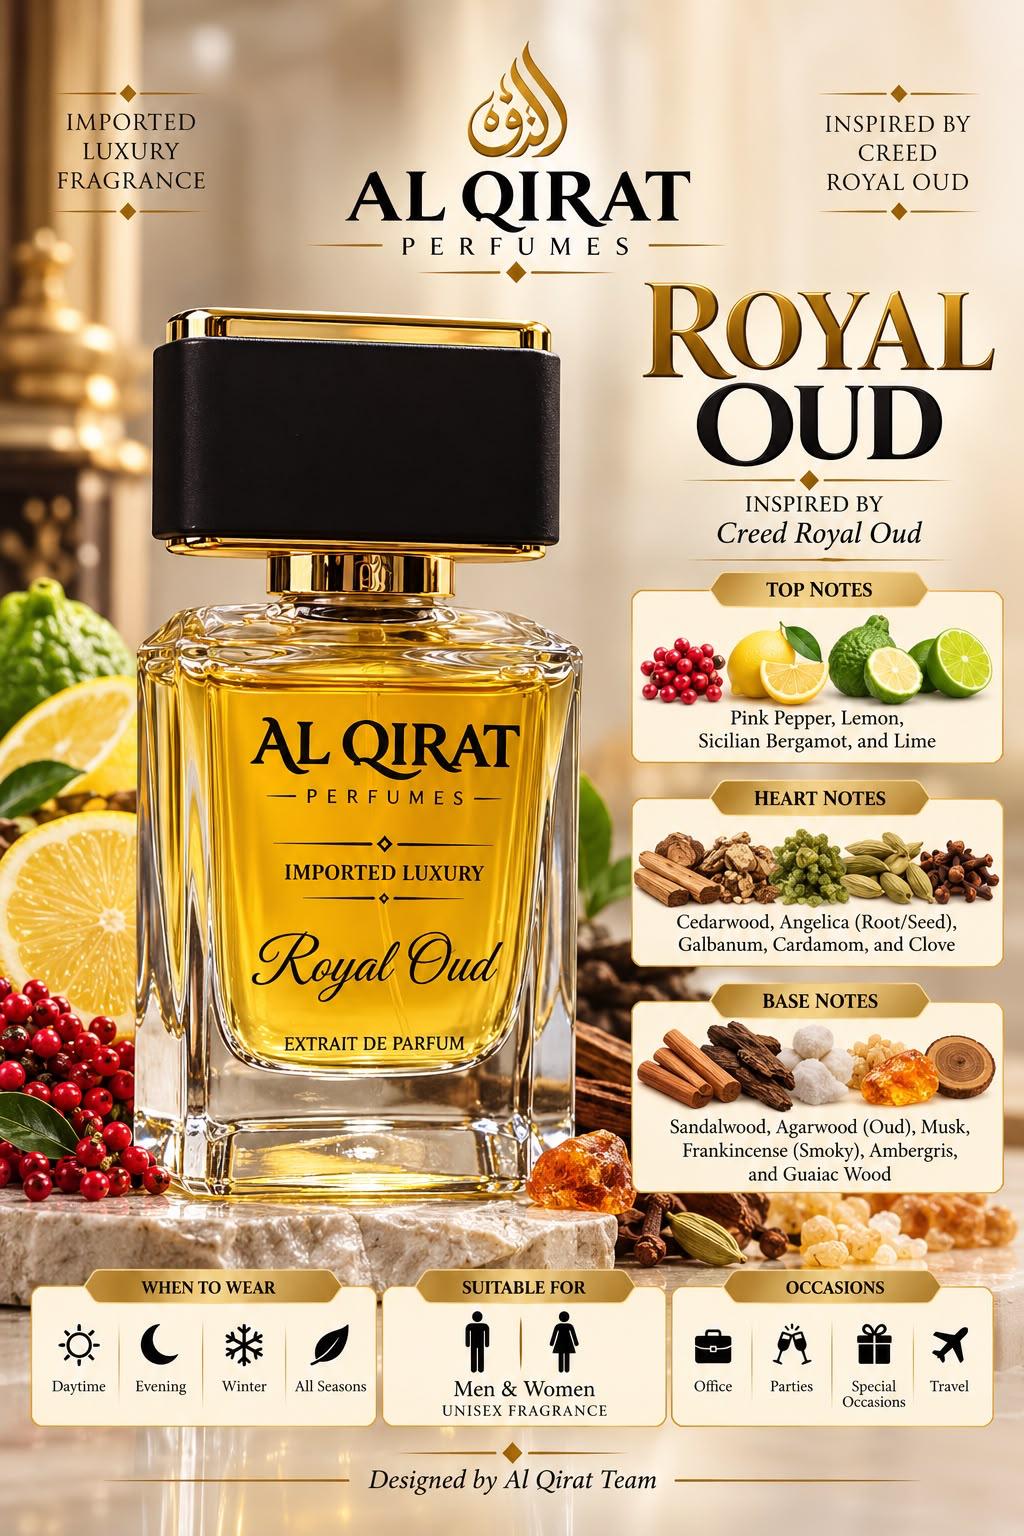 IMPORTED
LUXURY
FRAGRANCE
AL QIRAT
PERFUMES
INSPIRED BY
CREED
ROYAL OUD
ROYAL
OUD
INSPIRED BY
Creed Royal Oud
TOP NOTES
Pink Pepper, Lemon,
Sicilian Bergamot, and Lime
HEART NOTES
Cedarwood, Angelica (Root/Seed),
Galbanum, Cardamom, and Clove
BASE NOTES
Sandalwood, Agarwood (Oud), Musk,
Frankincense (Smoky), Ambergris,
and Guaiac Wood
AL QIRAT
PERFUMES
IMPORTED LUXURY
Royal Oud
EXTRAIT DE PARFUM
WHEN TO WEAR
Daytime
Evening
Winter
All Seasons
SUITABLE FOR
Men & Women
UNISEX FRAGRANCE
OCCASIONS
Office
Parties
Special
Occasions
Travel
Designed by Al Qirat Team